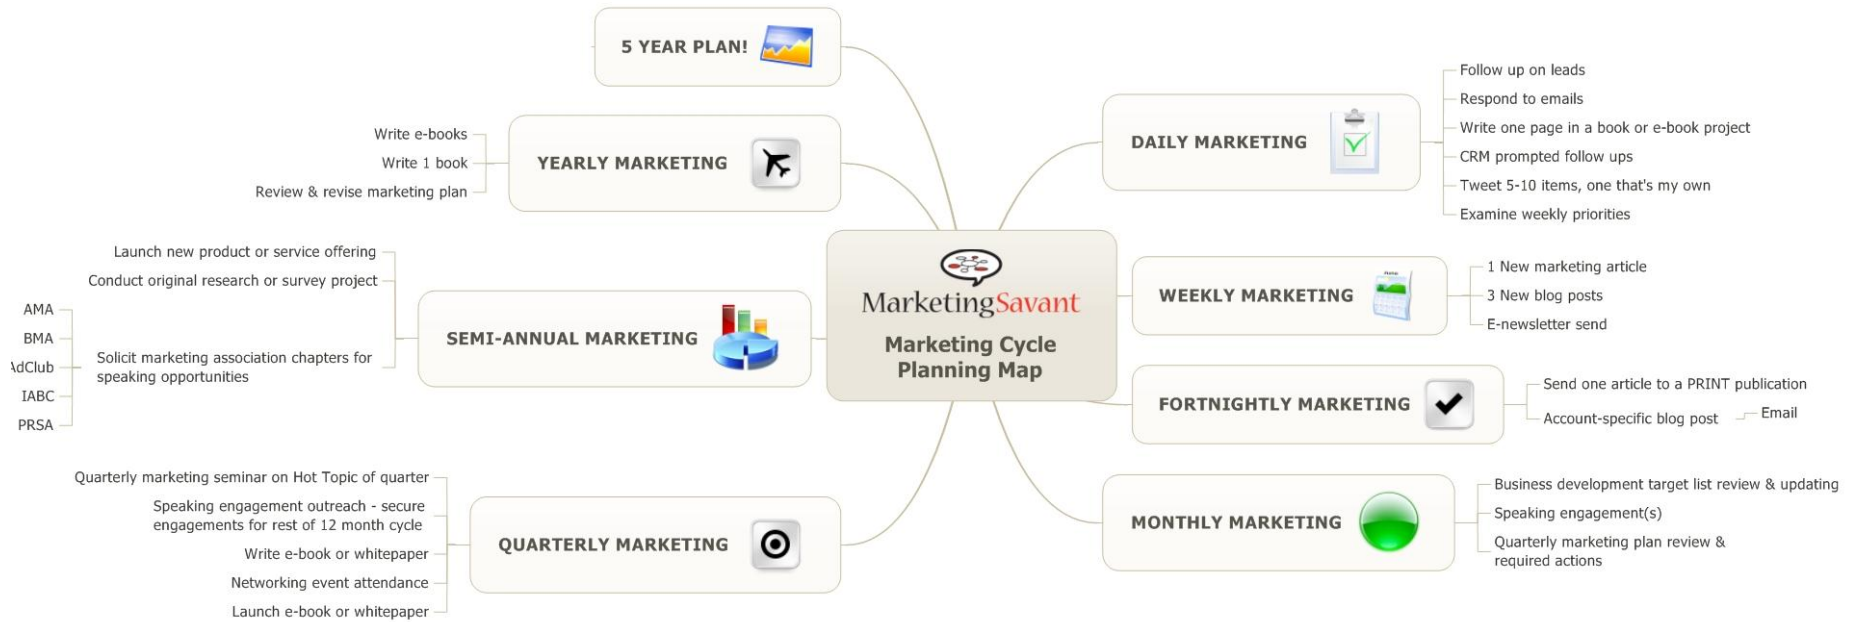 5 YEAR PLAN!
YEARLY MARKETING
Write e-books
Write 1 book
Review & revise marketing plan
SEMI-ANNUAL MARKETING
Launch new product or service offering
Conduct original research or survey project
Solicit marketing association chapters for
speaking opportunities
AMA
BMA
AdClub
IABC
PRSA
QUARTERLY MARKETING
Quarterly marketing seminar on Hot Topic of quarter
Speaking engagement outreach - secure
engagements for rest of 12 month cycle
Write e-book or whitepaper
Networking event attendance
Launch e-book or whitepaper
MarketingSavant
Marketing Cycle
Planning Map
DAILY MARKETING
Follow up on leads
Respond to emails
Write one page in a book or e-book project
CRM prompted follow ups
Tweet 5-10 items, one that's my own
Examine weekly priorities
WEEKLY MARKETING
1 New marketing article
3 New blog posts
E-newsletter send
FORTNIGHTLY MARKETING
Send one article to a PRINT publication
Account-specific blog post
Email
MONTHLY MARKETING
Business development target list review & updating
Speaking engagement(s)
Quarterly marketing plan review &
required actions